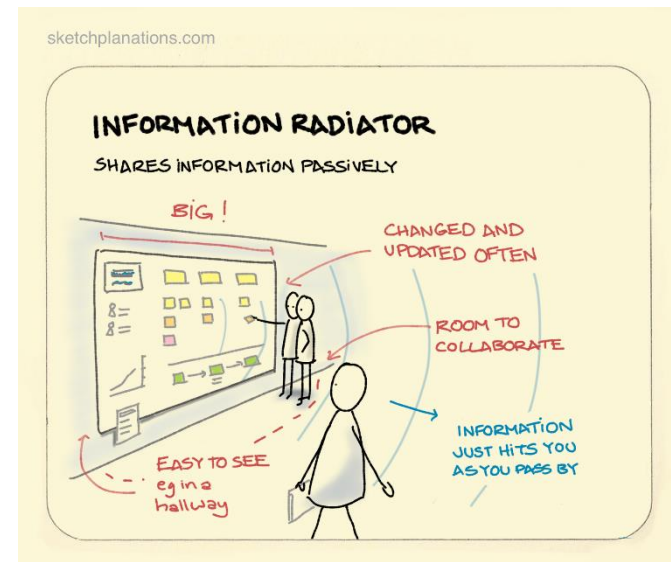 sketchplanations.com
INFORMATION RADIATOR
SHARES INFORMATION PASSIVELY
BIG !
CHANGED AND
UPDATED OFTEN
ROOM TO
COLLABORATE
INFORMATION
JUST HITS YOU
AS YOU PASS BY
EASY TO SEE
eg in a
hallway